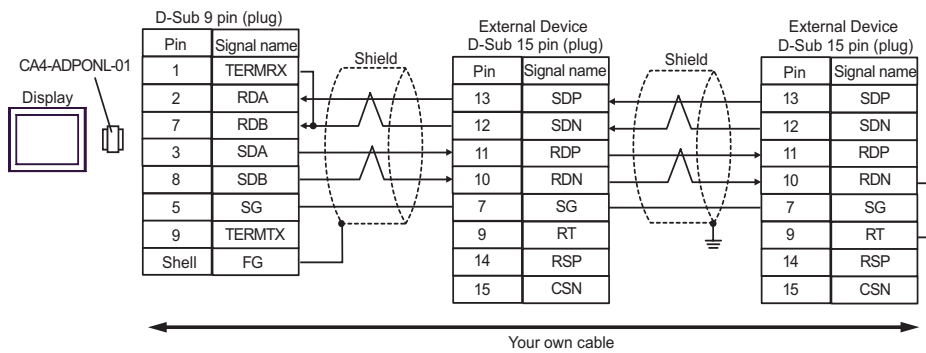 D-Sub 9 pin (plug)
Pin Signal name
1 TERMRX
2 RDA
7 RDB
3 SDA
8 SDB
5 SG
9 TERMTX
Shell FG
CA4-ADPONL-01
Display
Shield
External Device
D-Sub 15 pin (plug)
Pin Signal name
13 SDP
12 SDN
11 RDP
10 RDN
7 SG
9 RT
14 RSP
15 CSN
Shield
External Device
D-Sub 15 pin (plug)
Pin Signal name
13 SDP
12 SDN
11 RDP
10 RDN
7 SG
9 RT
14 RSP
15 CSN
Your own cable